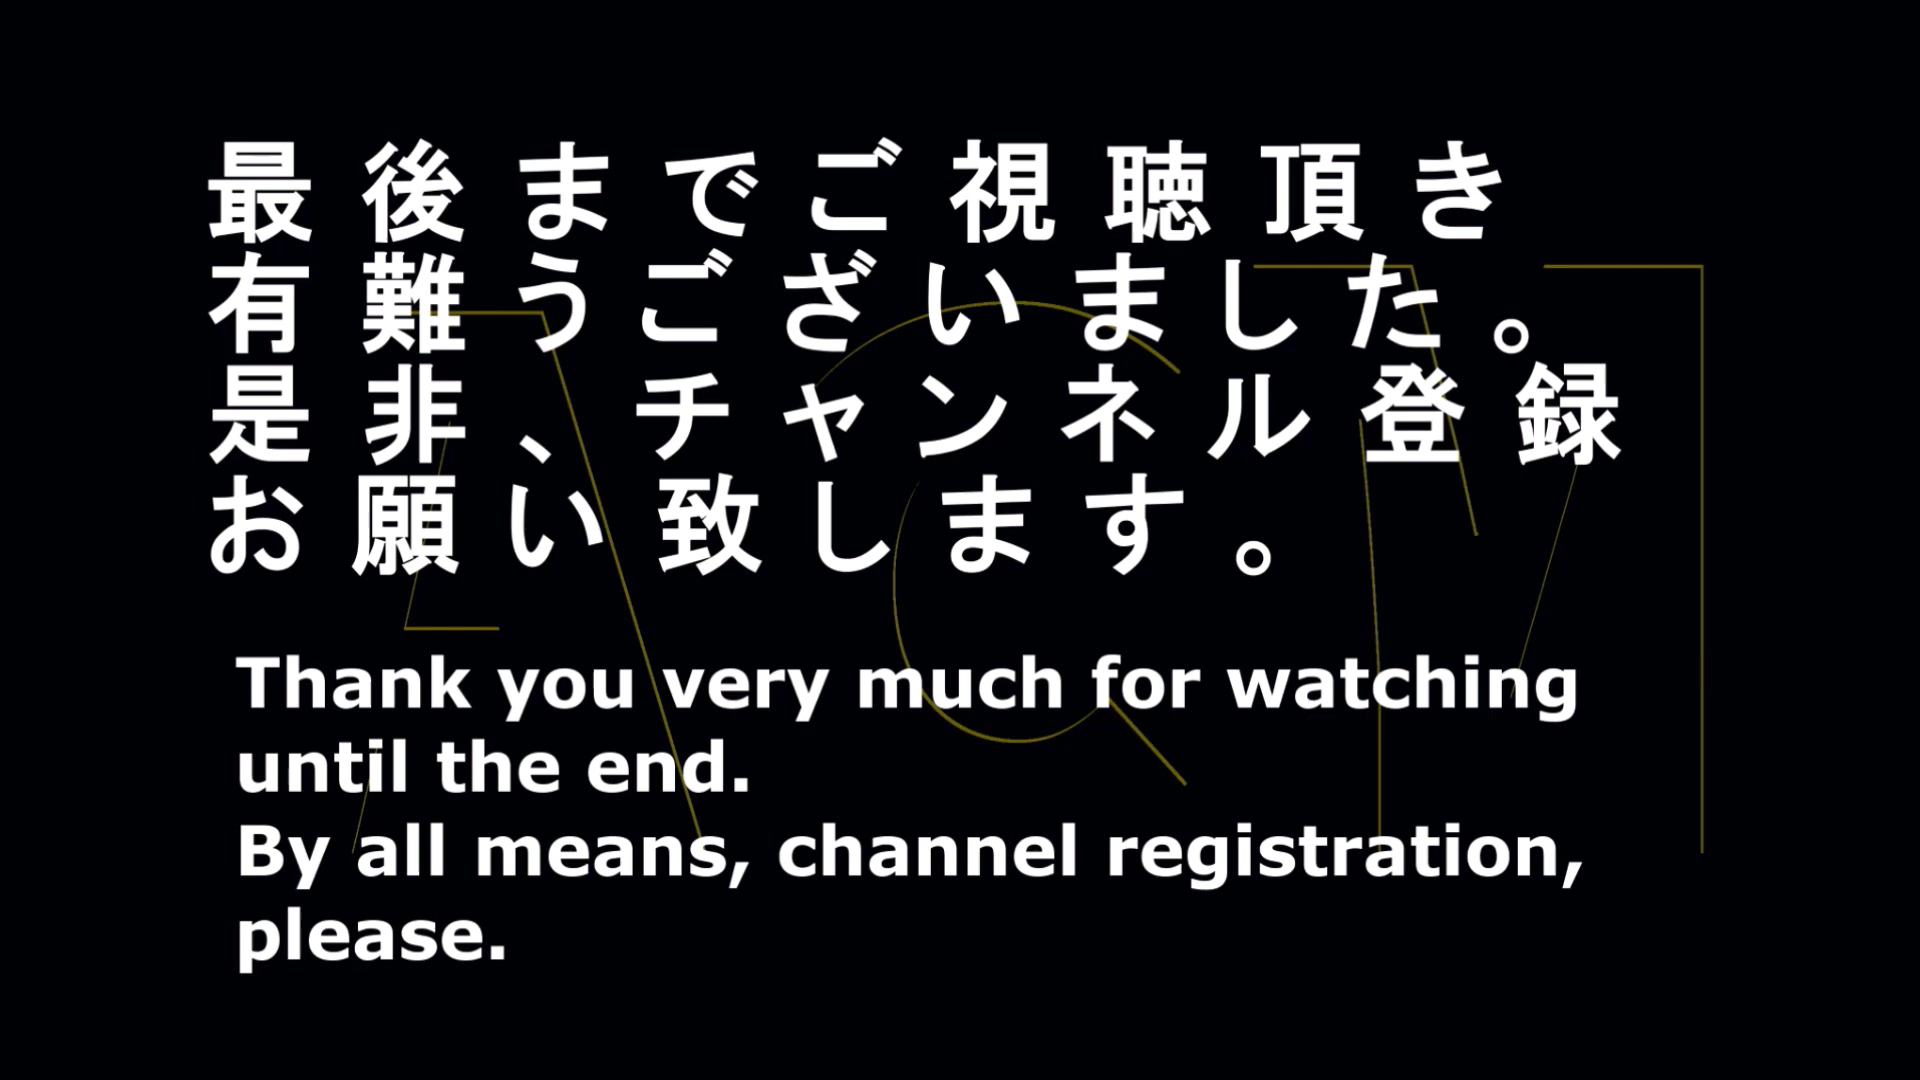 最後までご視聴頂き
有難うございました。
是非、チャンネル登録
お願い致します。
Thank you very much for watching
until the end.
By all means, channel registration,
please.